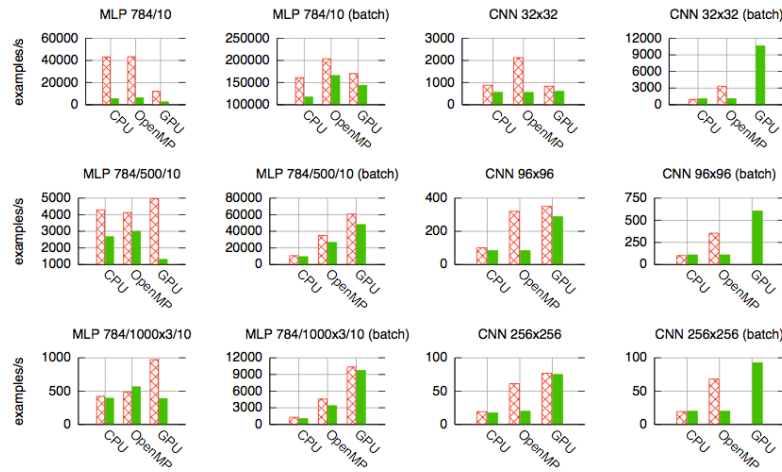 MLP 784/10
examples/s
60000
40000
20000
0
CPU
OpenMP
GPU
MLP 784/10 (batch)
250000
200000
150000
100000
CPU
OpenMP
GPU
CNN 32x32
3000
2000
1000
0
CPU
OpenMP
GPU
CNN 32x32 (batch)
12000
9000
6000
3000
0
CPU
OpenMP
GPU
MLP 784/500/10
examples/s
5000
4000
3000
2000
1000
CPU
OpenMP
GPU
MLP 784/500/10 (batch)
80000
60000
40000
20000
0
CPU
OpenMP
GPU
CNN 96x96
400
200
0
CPU
OpenMP
GPU
CNN 96x96 (batch)
750
500
250
0
CPU
OpenMP
GPU
MLP 784/1000x3/10
examples/s
1000
500
0
CPU
OpenMP
GPU
MLP 784/1000x3/10 (batch)
12000
9000
6000
3000
0
CPU
OpenMP
GPU
CNN 256x256
100
50
0
CPU
OpenMP
GPU
CNN 256x256 (batch)
100
50
0
CPU
OpenMP
GPU